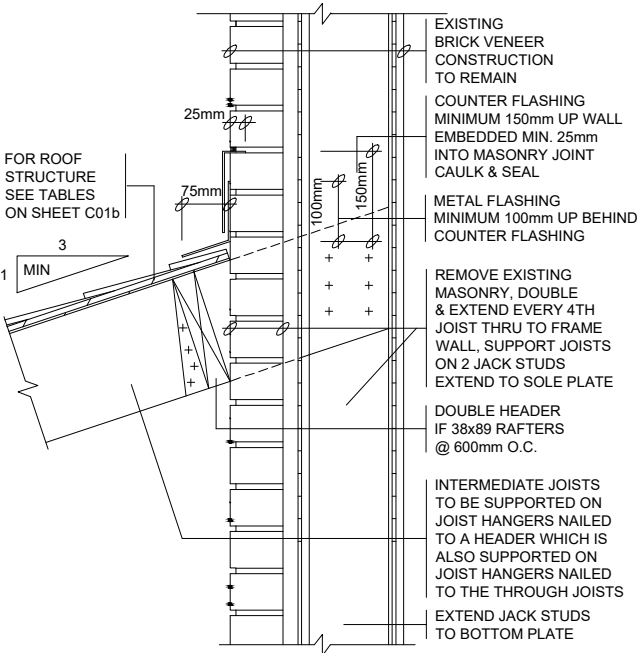 EXISTING
BRICK VENEER
CONSTRUCTION
TO REMAIN
COUNTER FLASHING
MINIMUM 150mm UP WALL
EMBEDDED MIN. 25mm
INTO MASONRY JOINT
CAULK & SEAL
METAL FLASHING
MINIMUM 100mm UP BEHIND
COUNTER FLASHING
REMOVE EXISTING
MASONRY, DOUBLE
& EXTEND EVERY 4TH
JOIST THRU TO FRAME
WALL, SUPPORT JOISTS
ON 2 JACK STUDS
EXTEND TO SOLE PLATE
DOUBLE HEADER
IF 38x89 RAFTERS
@ 600mm O.C.
INTERMEDIATE JOISTS
TO BE SUPPORTED ON
JOIST HANGERS NAILED
TO A HEADER WHICH IS
ALSO SUPPORTED ON
JOIST HANGERS NAILED
TO THE THROUGH JOISTS
EXTEND JACK STUDS
TO BOTTOM PLATE
25mm
FOR ROOF
STRUCTURE
SEE TABLES
ON SHEET C01b
75mm
100mm
150mm
3
1
MIN